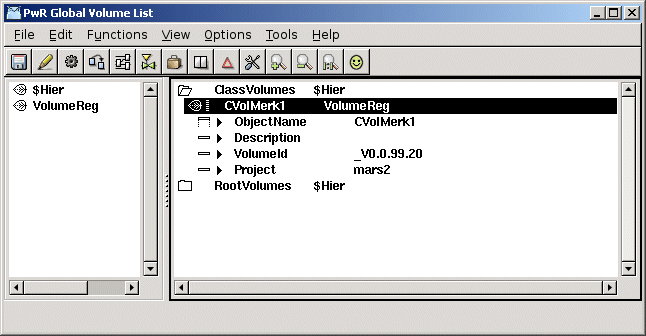 PwR Global Volume List
File Edit Functions View Options Tools Help
$Hier
VolumeReg
ClassVolumes $Hier
CVolMerk1 VolumeReg
ObjectName CVolMerk1
Description
VolumeId _V0.0.99.20
Project mars2
RootVolumes $Hier